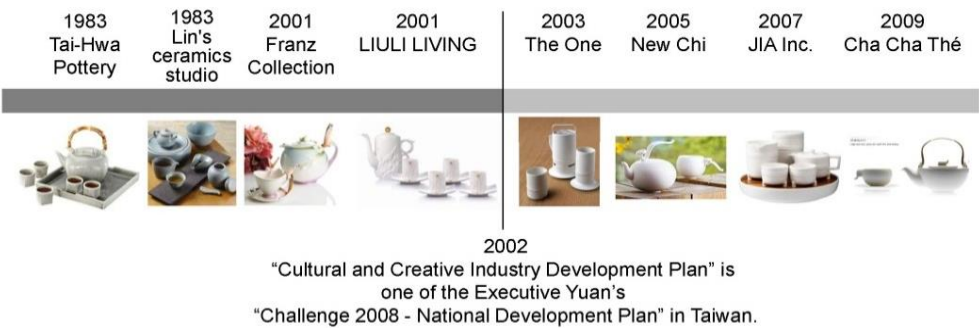 1983
Tai-Hwa
Pottery
1983
Lin's
ceramics
studio
2001
Franz
Collection
2001
LIULI LIVING
2003
The One
2005
New Chi
2007
JIA Inc.
2009
Cha Cha Thé
2002
“Cultural and Creative Industry Development Plan” is
one of the Executive Yuan’s
“Challenge 2008 - National Development Plan” in Taiwan.